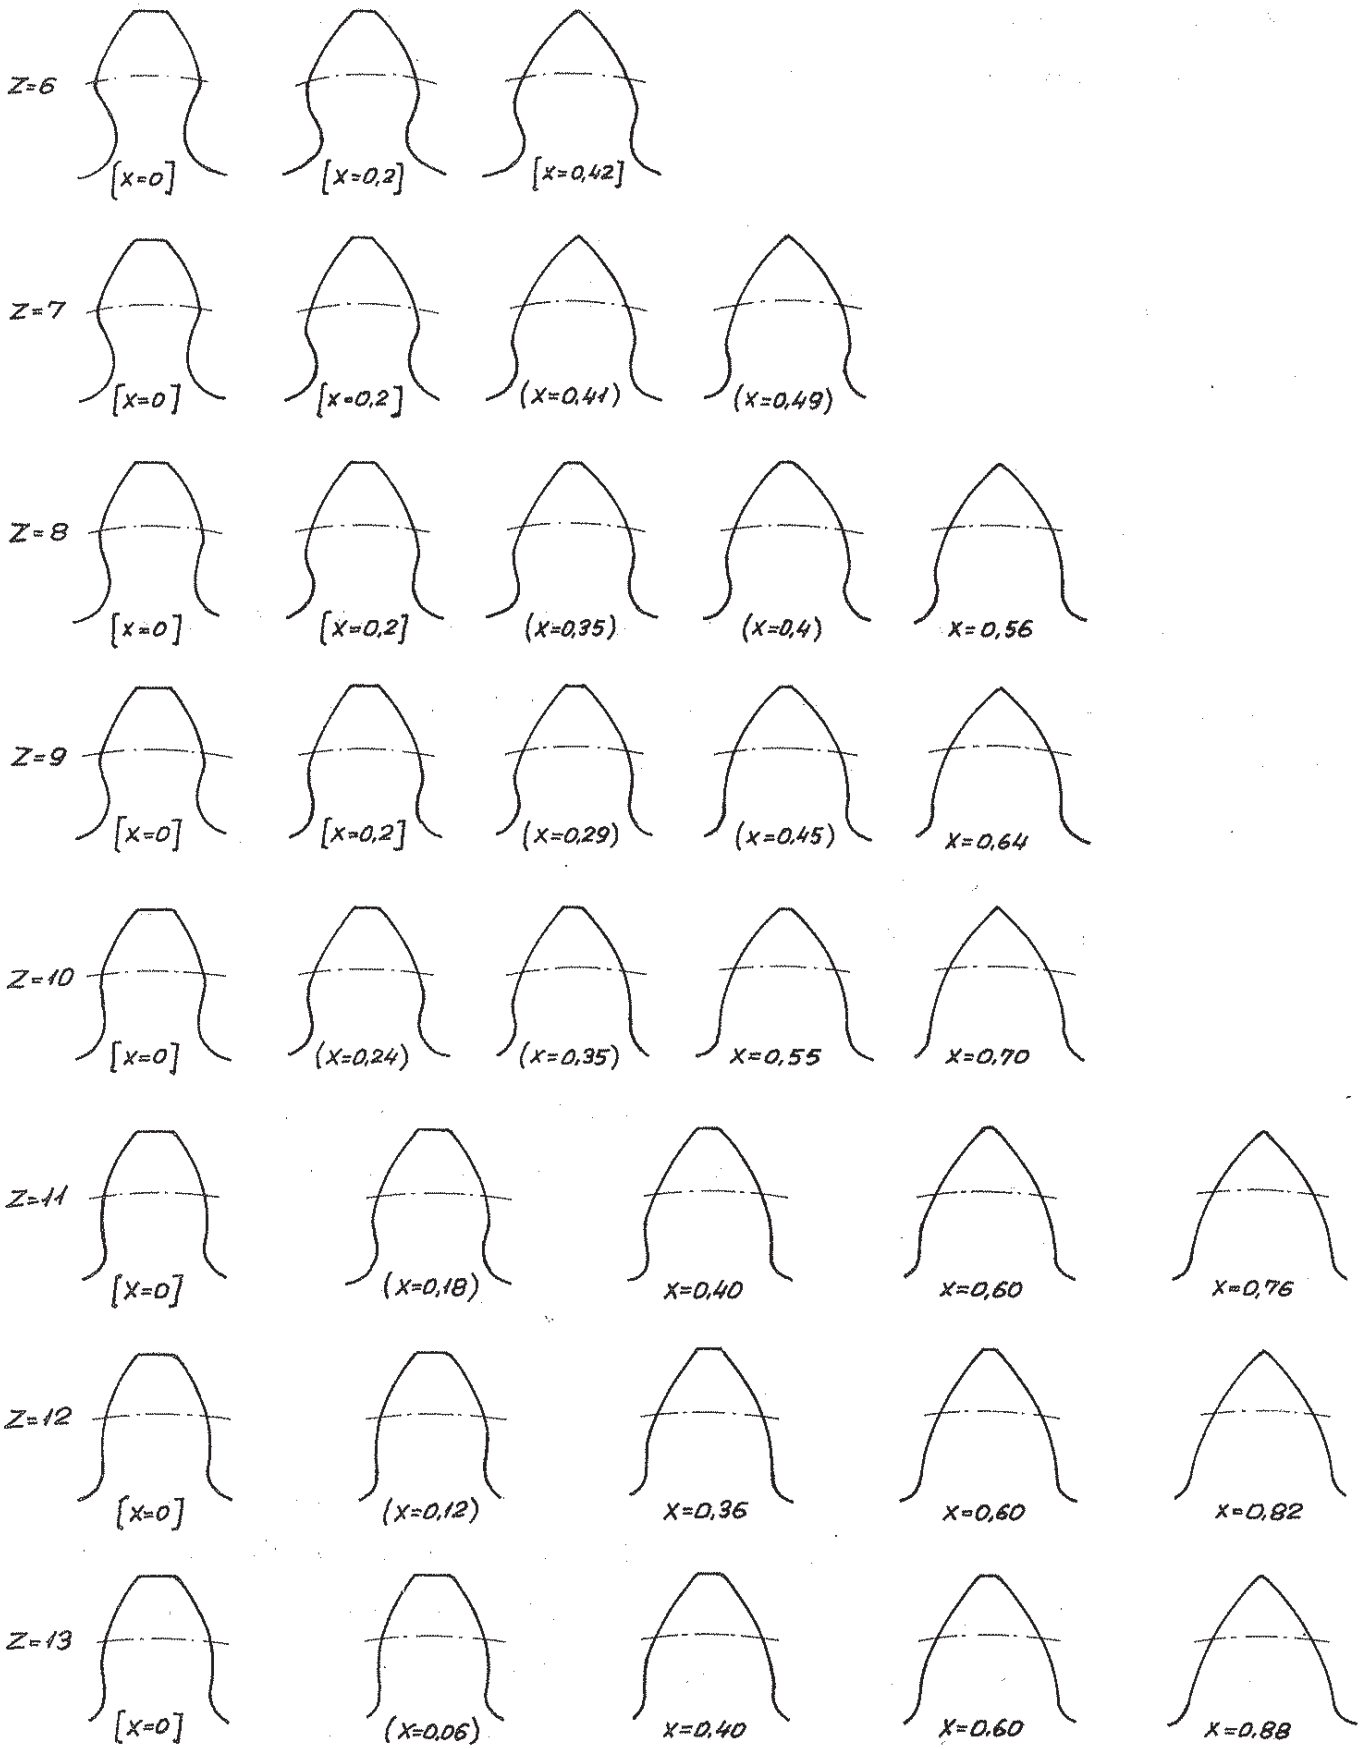 Z=6
[x=0] [x=0,2] [x=0,42]
Z=7
[x=0] [x=0,2] (x=0,41) (x=0,49)
Z=8
[x=0] [x=0,2] (x=0,35) (x=0,4) x=0,56
Z=9
[x=0] [x=0,2] (x=0,29) (x=0,45) x=0,64
Z=10
[x=0] (x=0,24) (x=0,35) x=0,55 x=0,70
Z=11
[x=0] (x=0,18) x=0,40 x=0,60 x=0,76
Z=12
[x=0] (x=0,12) x=0,36 x=0,60 x=0,82
Z=13
[x=0] (x=0,06) x=0,40 x=0,60 x=0,88